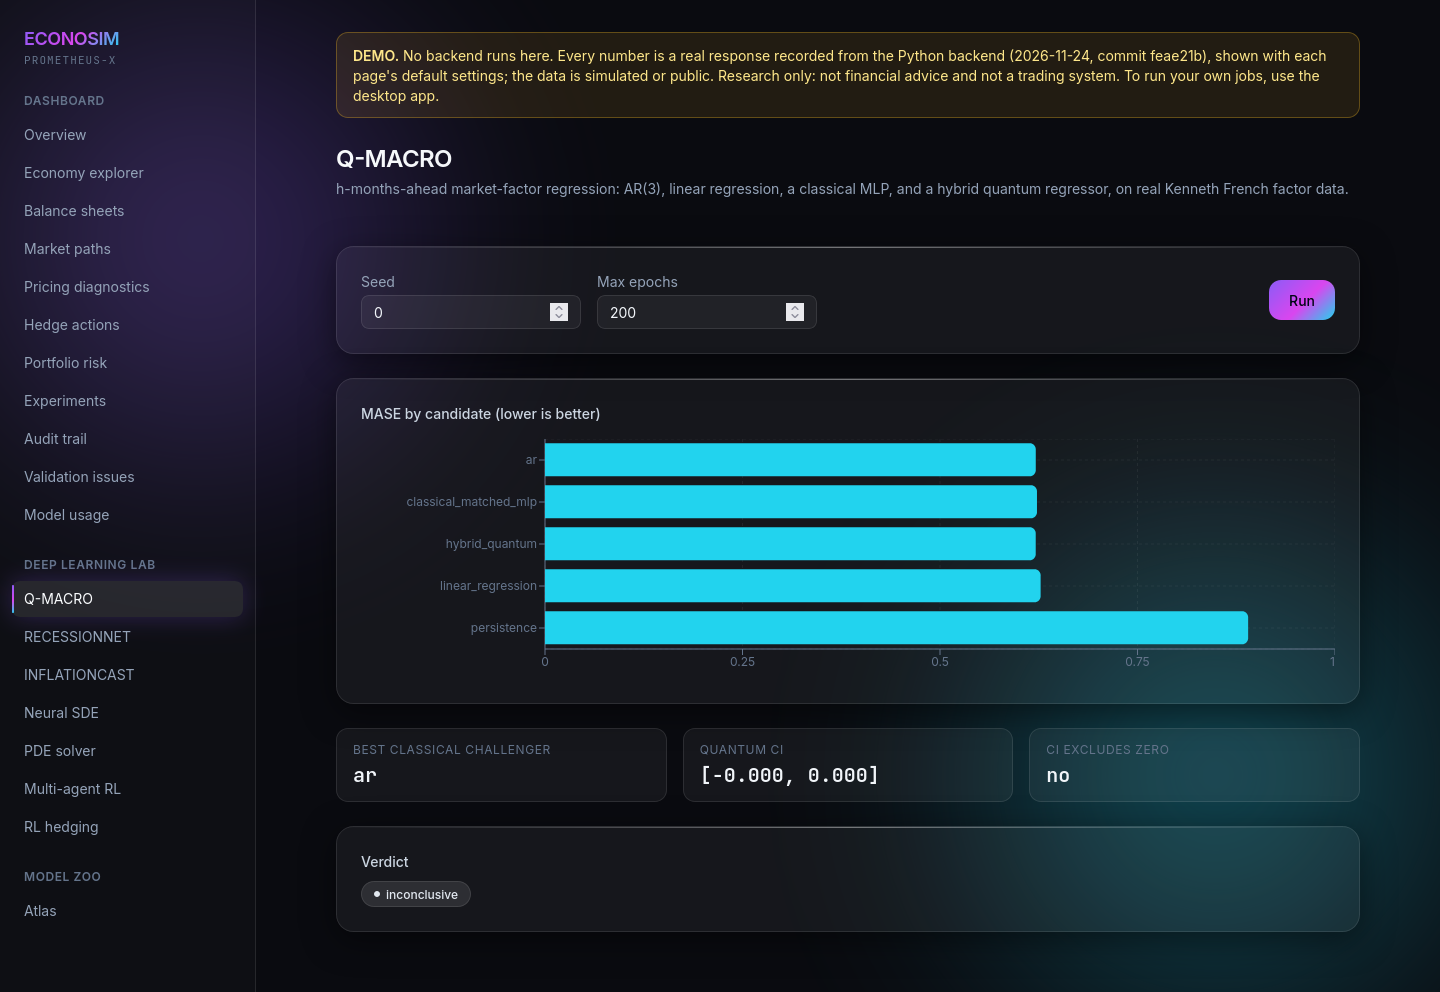 ECONOSIM
PROMETHEUS-X
DASHBOARD
Overview
Economy explorer
Balance sheets
Market paths
Pricing diagnostics
Hedge actions
Portfolio risk
Experiments
Audit trail
Validation issues
Model usage
DEEP LEARNING LAB
Q-MACRO
RECESSIONNET
INFLATIONCAST
Neural SDE
PDE solver
Multi-agent RL
RL hedging
MODEL ZOO
Atlas
DEMO. No backend runs here. Every number is a real response recorded from the Python backend (2026-11-24, commit feae21b), shown with each
page's default settings; the data is simulated or public. Research only: not financial advice and not a trading system. To run your own jobs, use the
desktop app.
Q-MACRO
h-months-ahead market-factor regression: AR(3), linear regression, a classical MLP, and a hybrid quantum regressor, on real Kenneth French factor data.
Seed
0
Max epochs
200
Run
MASE by candidate (lower is better)
ar
classical_matched_mlp
hybrid_quantum
linear_regression
persistence
0 0.25 0.5 0.75 1
BEST CLASSICAL CHALLENGER
ar
QUANTUM CI
[-0.000, 0.000]
CI EXCLUDES ZERO
no
Verdict
inconclusive